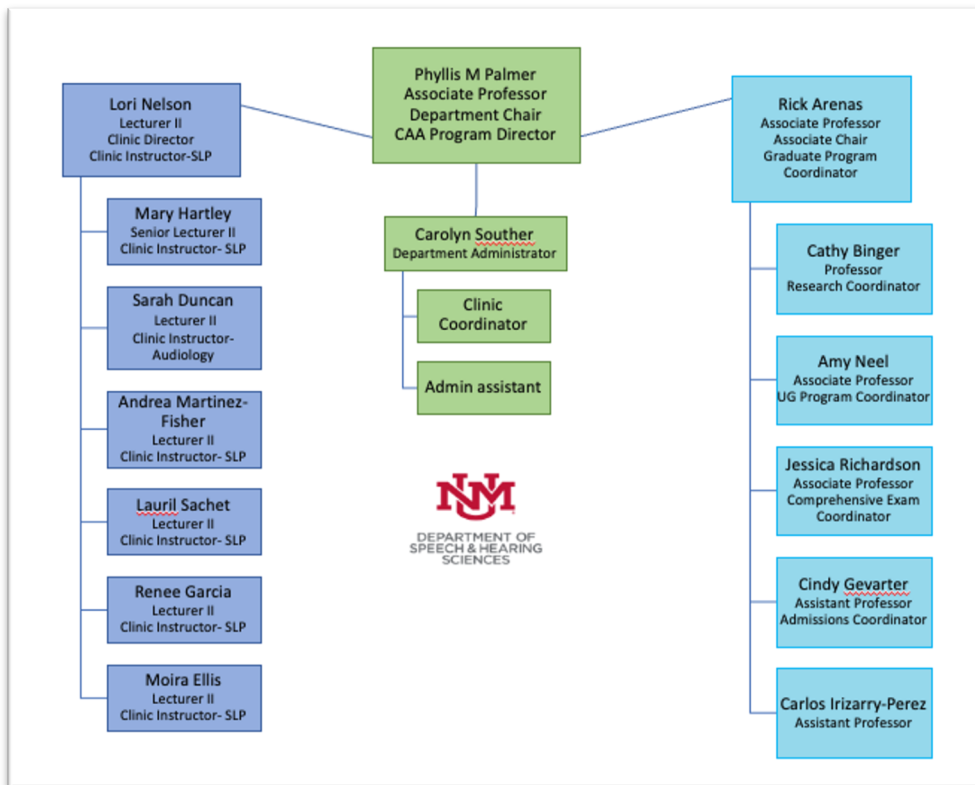 Phyllis M Palmer
Associate Professor
Department Chair
CAA Program Director
Lori Nelson
Lecturer II
Clinic Director
Clinic Instructor-SLP
Mary Hartley
Senior Lecturer II
Clinic Instructor- SLP
Sarah Duncan
Lecturer II
Clinic Instructor-
Audiology
Andrea Martinez-
Fisher
Lecturer II
Clinic Instructor- SLP
Lauril Sachet
Lecturer II
Clinic Instructor- SLP
Renee Garcia
Lecturer II
Clinic Instructor- SLP
Moira Ellis
Lecturer II
Clinic Instructor- SLP
Carolyn Souther
Department Administrator
Clinic
Coordinator
Admin assistant
UNM
DEPARTMENT OF
SPEECH & HEARING
SCIENCES
Rick Arenas
Associate Professor
Associate Chair
Graduate Program
Coordinator
Cathy Binger
Professor
Research Coordinator
Amy Neel
Associate Professor
UG Program Coordinator
Jessica Richardson
Associate Professor
Comprehensive Exam
Coordinator
Cindy Gevarter
Assistant Professor
Admissions Coordinator
Carlos Irizarry-Perez
Assistant Professor